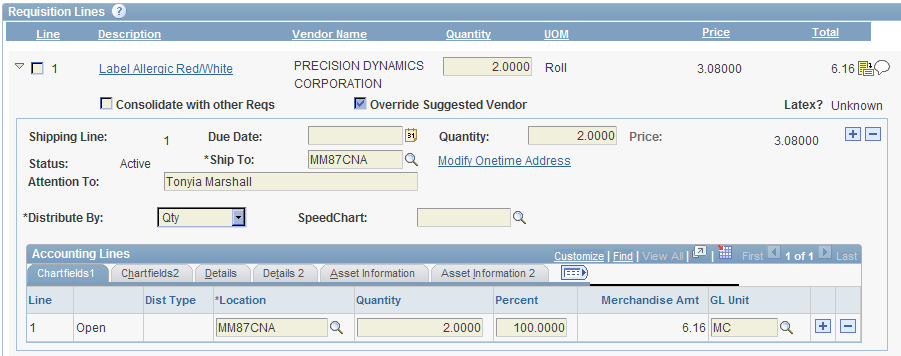 Requisition Lines ?
Line Description Vendor Name Quantity UOM Price Total
1 Label Allergic Red/White PRECISION DYNAMICS CORPORATION 2.0000 Roll 3.08000 6.16
Consolidate with other Reqs Override Suggested Vendor Latex? Unknown
Shipping Line: 1 Due Date: 31 Quantity: 2.0000 Price: 3.08000
Status: Active *Ship To: MM87CNA Modify Onetime Address
Attention To: Tonyia Marshall
*Distribute By: Qty SpeedChart:
Accounting Lines Customize | Find | View All | | First 1 of 1 Last
Chartfields1 Chartfields2 Details Details 2 Asset Information Asset Information 2
Line Dist Type *Location Quantity Percent Merchandise Amt GL Unit
1 Open MM87CNA 2.0000 100.0000 6.16 MC